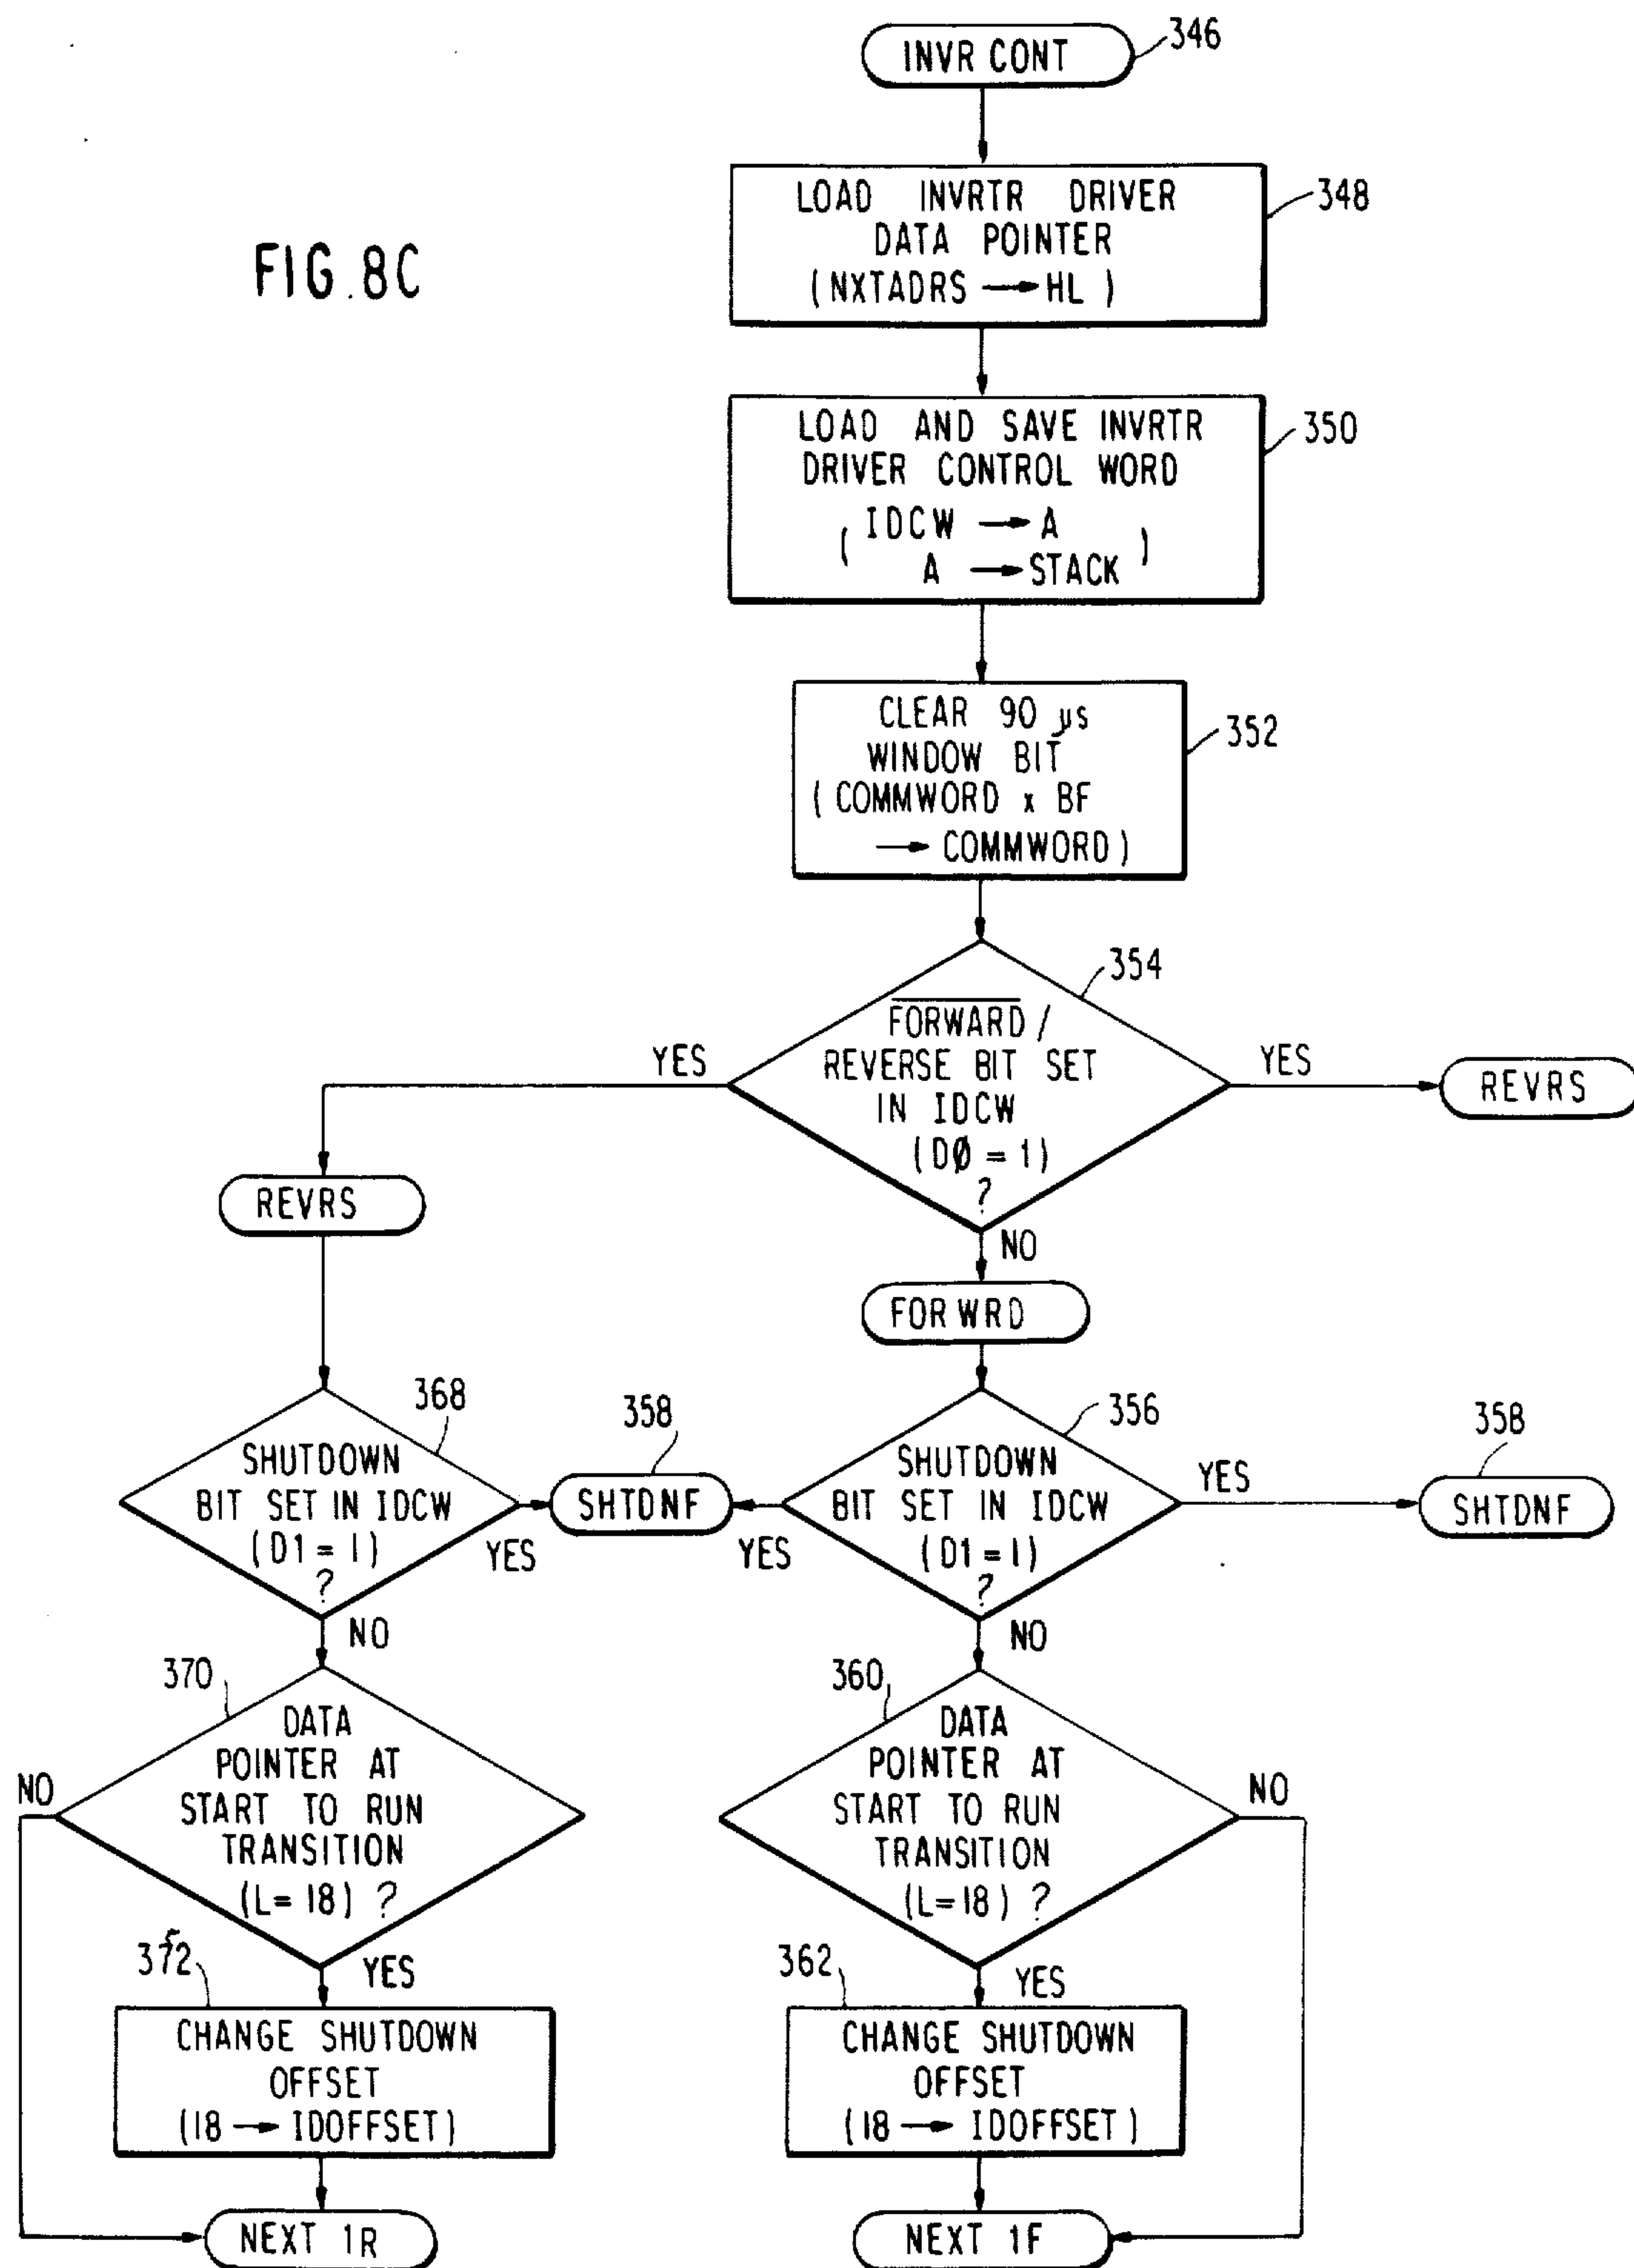 FIG. 8C
INVR CONT
346
LOAD INVRTR DRIVER
DATA POINTER
(NXTADRS → HL)
348
LOAD AND SAVE INVRTR
DRIVER CONTROL WORD
(IDCW → A
A → STACK)
350
CLEAR 90 µs
WINDOW BIT
(COMMWORD x BF
→ COMMWORD)
352
354
FORWARD /
REVERSE BIT SET
IN IDCW
(DØ = 1)
?
YES
YES
REVRS
REVRS
NO
FORWRD
368
SHUTDOWN
BIT SET IN IDCW
(D1 = 1)
?
YES
NO
358
SHTDNF
356
SHUTDOWN
BIT SET IN IDCW
(D1 = 1)
?
YES
YES
NO
358
SHTDNF
370
DATA
POINTER AT
START TO RUN
TRANSITION
(L = 18) ?
NO
YES
360
DATA
POINTER AT
START TO RUN
TRANSITION
(L = 18) ?
NO
YES
372
CHANGE SHUTDOWN
OFFSET
(18 → IDOFFSET)
362
CHANGE SHUTDOWN
OFFSET
(18 → IDOFFSET)
NEXT 1R
NEXT 1F